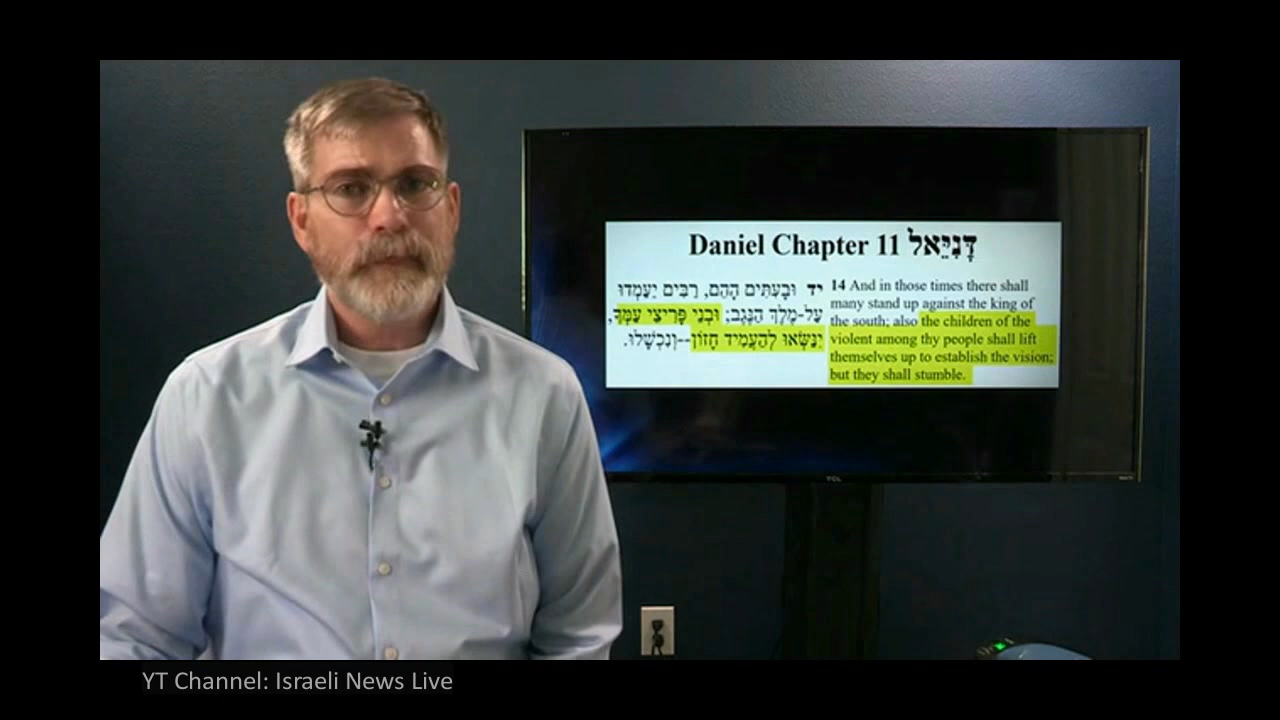 Daniel Chapter 11 דָּנִיֵּאל
יד וּבָעִתִּים הָהֵם, רַבִּים יַעַמְדוּ
עַל-מֶלֶךְ הַנֶּגֶב; וּבְנֵי פָּרִיצֵי עַמְּךָ,
יִנַּשְּׂאוּ לְהַעֲמִיד חָזוֹן--וְנִכְשָׁלוּ.
14 And in those times there shall
many stand up against the king of
the south; also the children of the
violent among thy people shall lift
themselves up to establish the vision;
but they shall stumble.
TCL
YT Channel: Israeli News Live